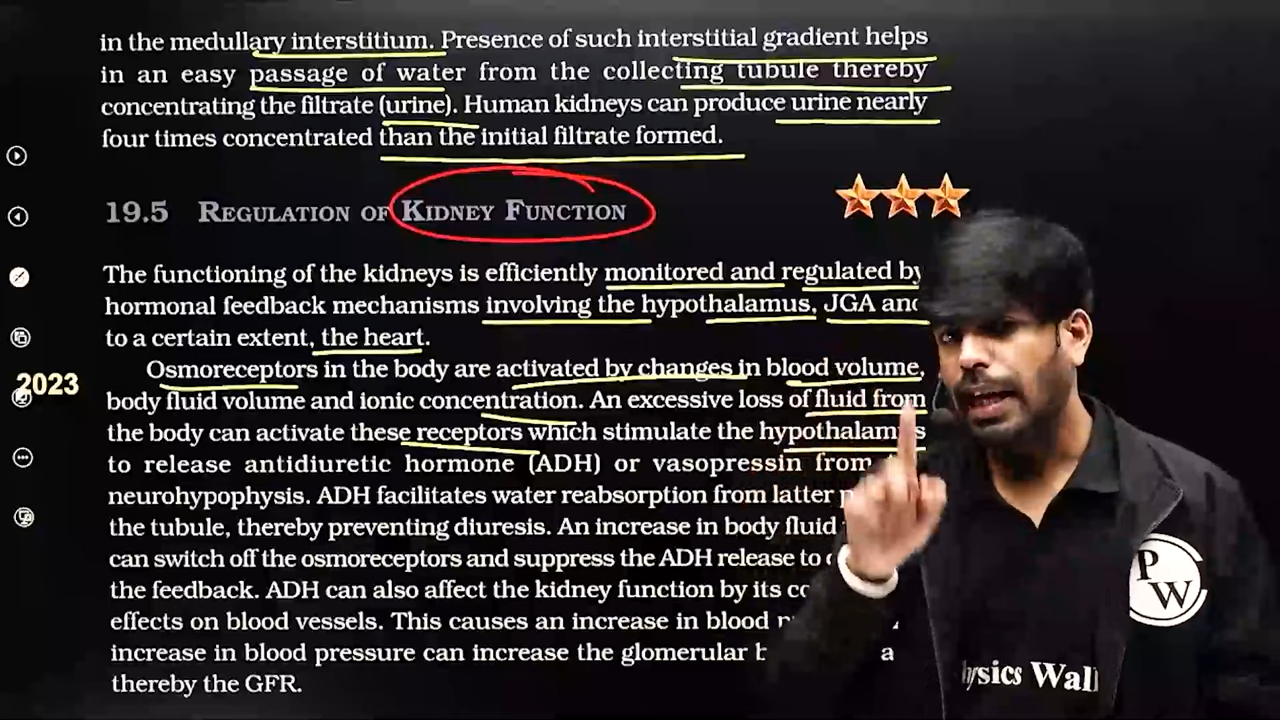 in the medullary interstitium. Presence of such interstitial gradient helps
in an easy passage of water from the collecting tubule thereby
concentrating the filtrate (urine). Human kidneys can produce urine nearly
four times concentrated than the initial filtrate formed.
19.5 REGULATION OF KIDNEY FUNCTION
The functioning of the kidneys is efficiently monitored and regulated by
hormonal feedback mechanisms involving the hypothalamus, JGA and
to a certain extent, the heart.
Osmoreceptors in the body are activated by changes in blood volume,
2023
body fluid volume and ionic concentration. An excessive loss of fluid from
the body can activate these receptors which stimulate the hypothalamus
to release antidiuretic hormone (ADH) or vasopressin from
neurohypophysis. ADH facilitates water reabsorption from latter
the tubule, thereby preventing diuresis. An increase in body fluid
can switch off the osmoreceptors and suppress the ADH release to
the feedback. ADH can also affect the kidney function by its
effects on blood vessels. This causes an increase in blood
increase in blood pressure can increase the glomerular
thereby the GFR.
PW
Physics Wall